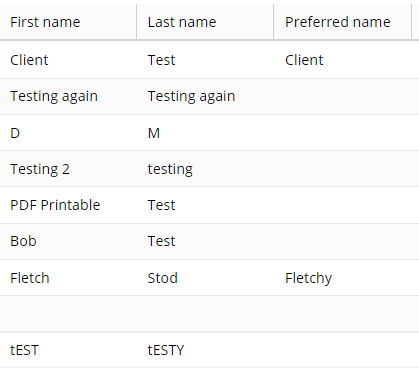 First name Last name Preferred name
Client Test Client
Testing again Testing again
D M
Testing 2 testing
PDF Printable Test
Bob Test
Fletch Stod Fletchy
tEST tESTY